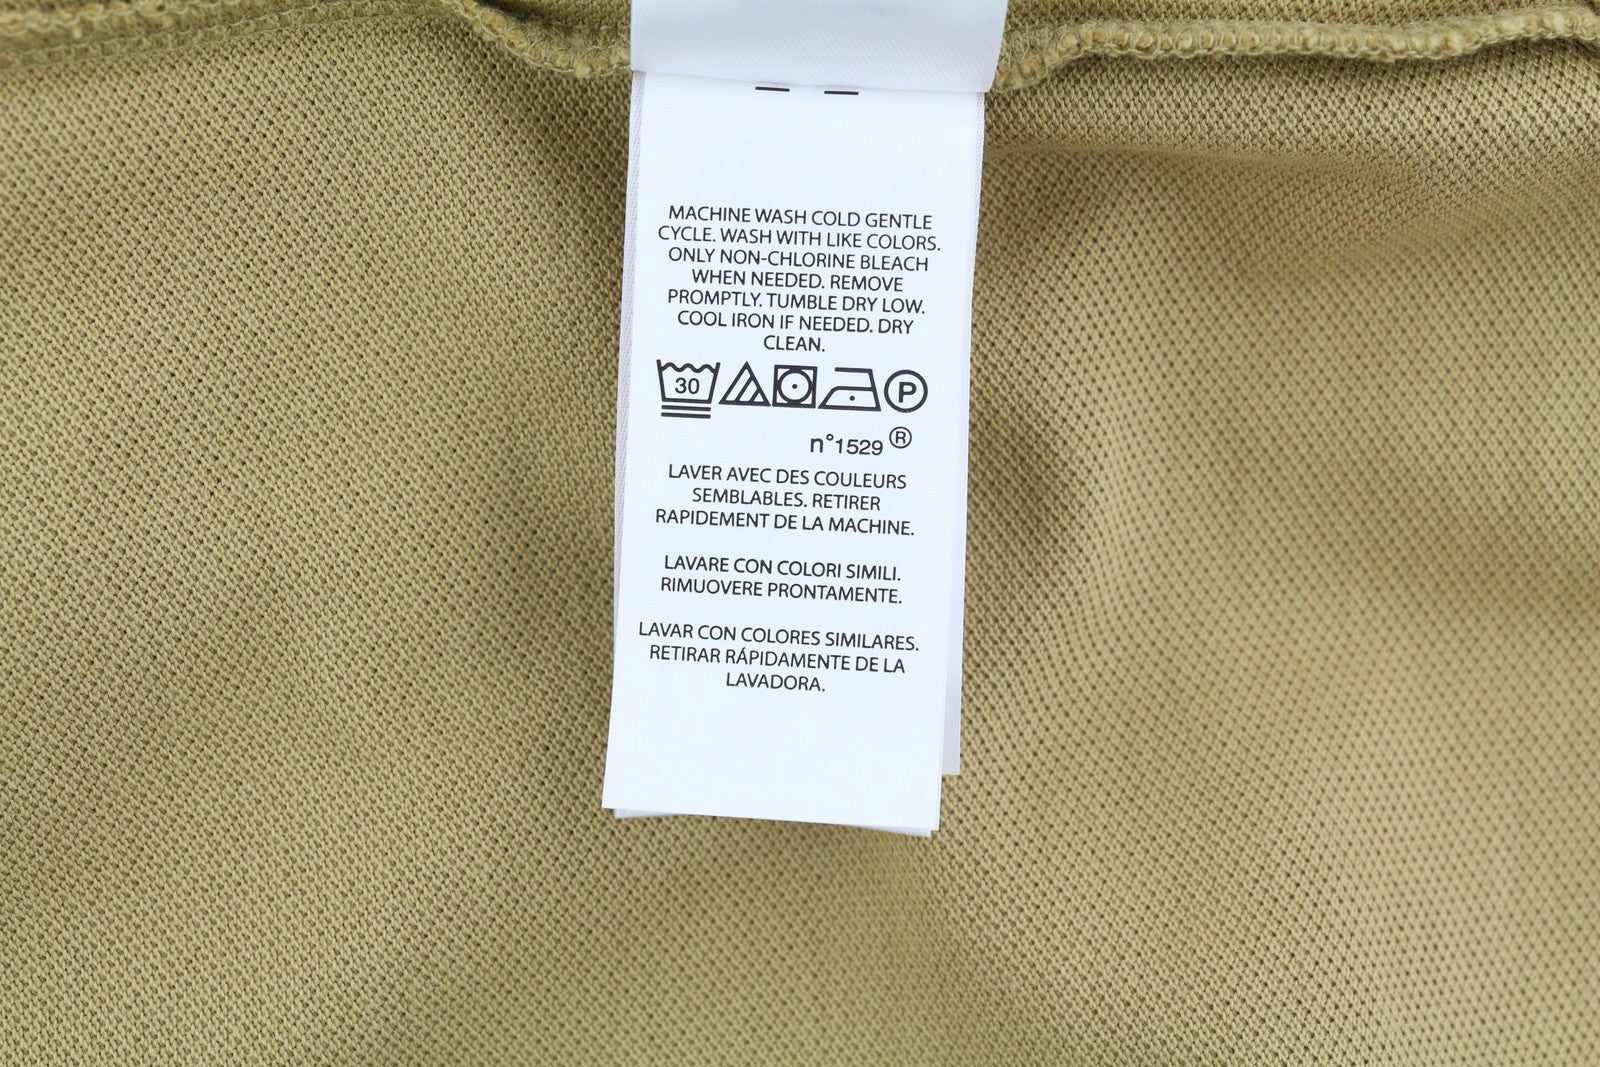 MACHINE WASH COLD GENTLE
CYCLE. WASH WITH LIKE COLORS.
ONLY NON-CHLORINE BLEACH
WHEN NEEDED. REMOVE
PROMPTLY. TUMBLE DRY LOW.
COOL IRON IF NEEDED. DRY
CLEAN.
30 P
n°1529 ®
LAVER AVEC DES COULEURS
SEMBLABLES. RETIRER
RAPIDEMENT DE LA MACHINE.
LAVARE CON COLORI SIMILI.
RIMUOVERE PRONTAMENTE.
LAVAR CON COLORES SIMILARES.
RETIRAR RÁPIDAMENTE DE LA
LAVADORA.